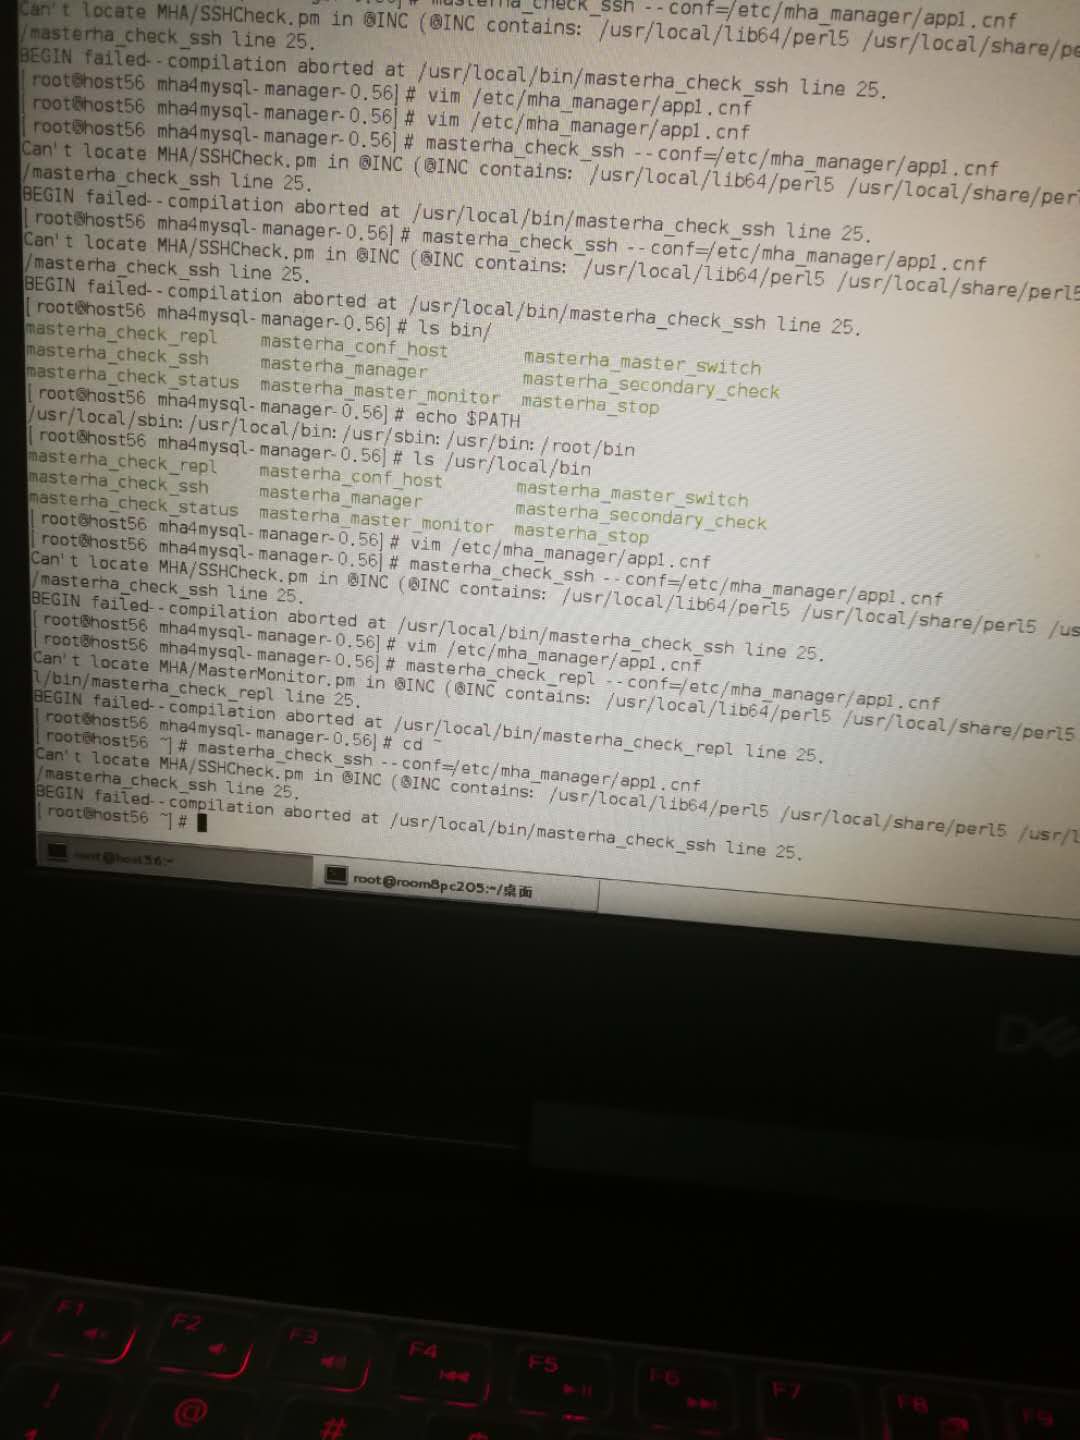 Can't locate MHA/SSHCheck.pm in @INC (@INC contains: /usr/local/lib64/perl5 /usr/local/share/pe
check_ssh --conf=/etc/mha_manager/app1.cnf
/masterha_check_ssh line 25.
BEGIN failed--compilation aborted at /usr/local/bin/masterha_check_ssh line 25.
[root@host56 mha4mysql-manager-0.56]# vim /etc/mha_manager/app1.cnf
[root@host56 mha4mysql-manager-0.56]# vim /etc/mha_manager/app1.cnf
[root@host56 mha4mysql-manager-0.56]# masterha_check_ssh --conf=/etc/mha_manager/app1.cnf
Can't locate MHA/SSHCheck.pm in @INC (@INC contains: /usr/local/lib64/perl5 /usr/local/share/perl
/masterha_check_ssh line 25.
BEGIN failed--compilation aborted at /usr/local/bin/masterha_check_ssh line 25.
[root@host56 mha4mysql-manager-0.56]# masterha_check_ssh --conf=/etc/mha_manager/app1.cnf
Can't locate MHA/SSHCheck.pm in @INC (@INC contains: /usr/local/lib64/perl5 /usr/local/share/perl5
/masterha_check_ssh line 25.
BEGIN failed--compilation aborted at /usr/local/bin/masterha_check_ssh line 25.
[root@host56 mha4mysql-manager-0.56]# ls bin/
masterha_check_repl masterha_conf_host masterha_master_switch
masterha_check_ssh masterha_manager masterha_secondary_check
masterha_check_status masterha_master_monitor masterha_stop
[root@host56 mha4mysql-manager-0.56]# echo $PATH
/usr/local/sbin:/usr/local/bin:/usr/sbin:/usr/bin:/root/bin
[root@host56 mha4mysql-manager-0.56]# ls /usr/local/bin
masterha_check_repl masterha_conf_host masterha_master_switch
masterha_check_ssh masterha_manager masterha_secondary_check
masterha_check_status masterha_master_monitor masterha_stop
[root@host56 mha4mysql-manager-0.56]# vim /etc/mha_manager/app1.cnf
[root@host56 mha4mysql-manager-0.56]# masterha_check_ssh --conf=/etc/mha_manager/app1.cnf
Can't locate MHA/SSHCheck.pm in @INC (@INC contains: /usr/local/lib64/perl5 /usr/local/share/perl5 /us
/masterha_check_ssh line 25.
BEGIN failed--compilation aborted at /usr/local/bin/masterha_check_ssh line 25.
[root@host56 mha4mysql-manager-0.56]# vim /etc/mha_manager/app1.cnf
[root@host56 mha4mysql-manager-0.56]# masterha_check_repl --conf=/etc/mha_manager/app1.cnf
Can't locate MHA/MasterMonitor.pm in @INC (@INC contains: /usr/local/lib64/perl5 /usr/local/share/perl5
l/bin/masterha_check_repl line 25.
BEGIN failed--compilation aborted at /usr/local/bin/masterha_check_repl line 25.
[root@host56 mha4mysql-manager-0.56]# cd ~
[root@host56 ~]# masterha_check_ssh --conf=/etc/mha_manager/app1.cnf
Can't locate MHA/SSHCheck.pm in @INC (@INC contains: /usr/local/lib64/perl5 /usr/local/share/perl5 /usr/l
/masterha_check_ssh line 25.
BEGIN failed--compilation aborted at /usr/local/bin/masterha_check_ssh line 25.
[root@host56 ~]#
root@host56:~
root@room8pc205:~/桌面
F1 F2 F3 F4 F5 F6 F7 F8 F9
! @ #
1